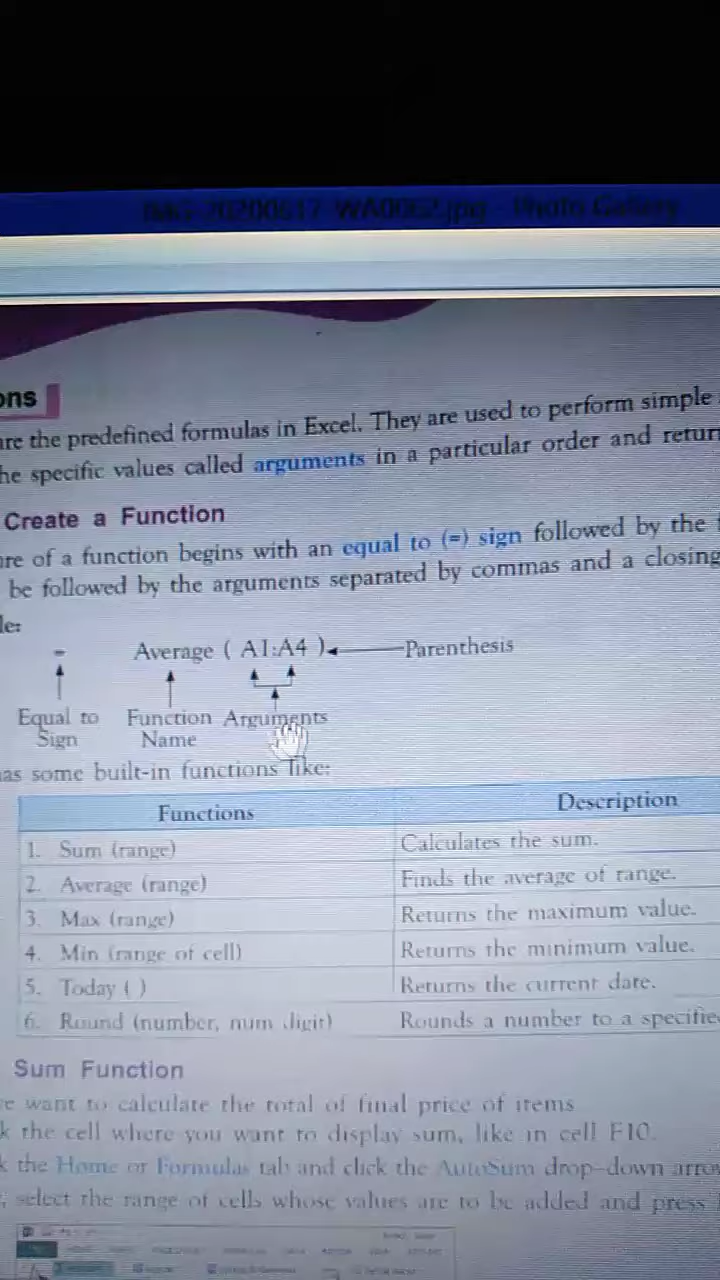 ons
are the predefined formulas in Excel. They are used to perform simple
he specific values called arguments in a particular order and return
Create a Function
are of a function begins with an equal to (=) sign followed by the
be followed by the arguments separated by commas and a closing
le:
= Average ( A1:A4 ) Parenthesis
Equal to Function Arguments
Sign Name
as some built-in functions like:
Functions Description
1. Sum (range) Calculates the sum.
2. Average (range) Finds the average of range.
3. Max (range) Returns the maximum value.
4. Min (range of cell) Returns the minimum value.
5. Today ( ) Returns the current date.
6. Round (number, num digit) Rounds a number to a specifie
Sum Function
e want to calculate the total of final price of items
k the cell where you want to display sum, like in cell F10.
k the Home or Formulas tab and click the AutoSum drop-down arrow
, select the range of cells whose values are to be added and press